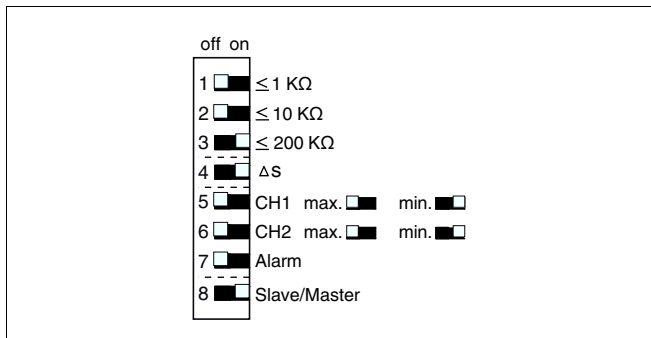 off on
1 ≤ 1 KΩ
2 ≤ 10 KΩ
3 ≤ 200 KΩ
4 Δs
5 CH1 max. min.
6 CH2 max. min.
7 Alarm
8 Slave/Master